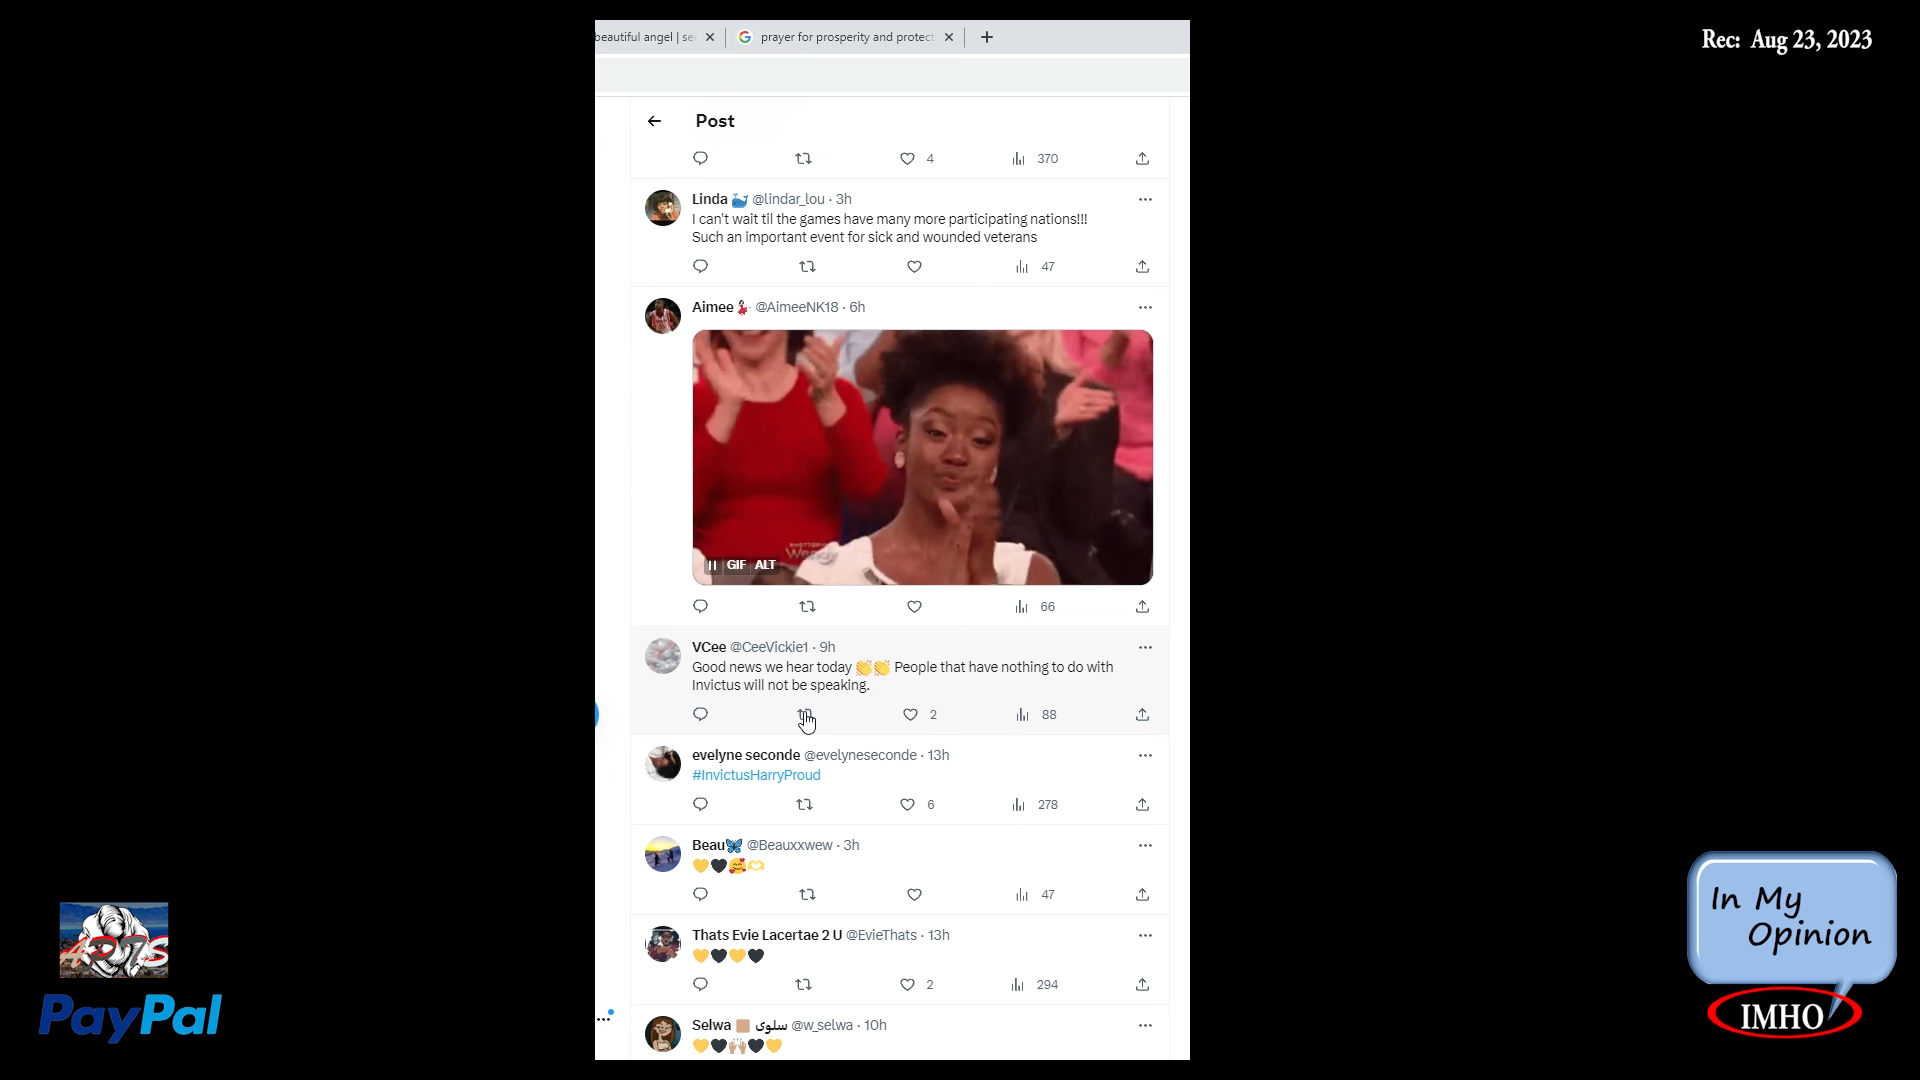 beautiful angel | se
prayer for prosperity and protect
Rec: Aug 23, 2023
Post
4
370
Linda @lindar_lou · 3h
I can't wait til the games have many more participating nations!!!
Such an important event for sick and wounded veterans
47
Aimee @AimeeNK18 · 6h
Wendy
GIF ALT
66
VCee @CeeVickie1 · 9h
Good news we hear today 👏👏 People that have nothing to do with
Invictus will not be speaking.
2
88
evelyne seconde @evelyneseconde · 13h
#InvictusHarryProud
6
278
Beau🦋 @Beauxxwew · 3h
💛🖤🥰🫶
47
Thats Evie Lacertae 2 U @EvieThats · 13h
💛🖤💛🖤
2
294
Selwa سلوى @w_selwa · 10h
💛🖤🙌🏽🖤💛
PayPal
In My
Opinion
IMHO